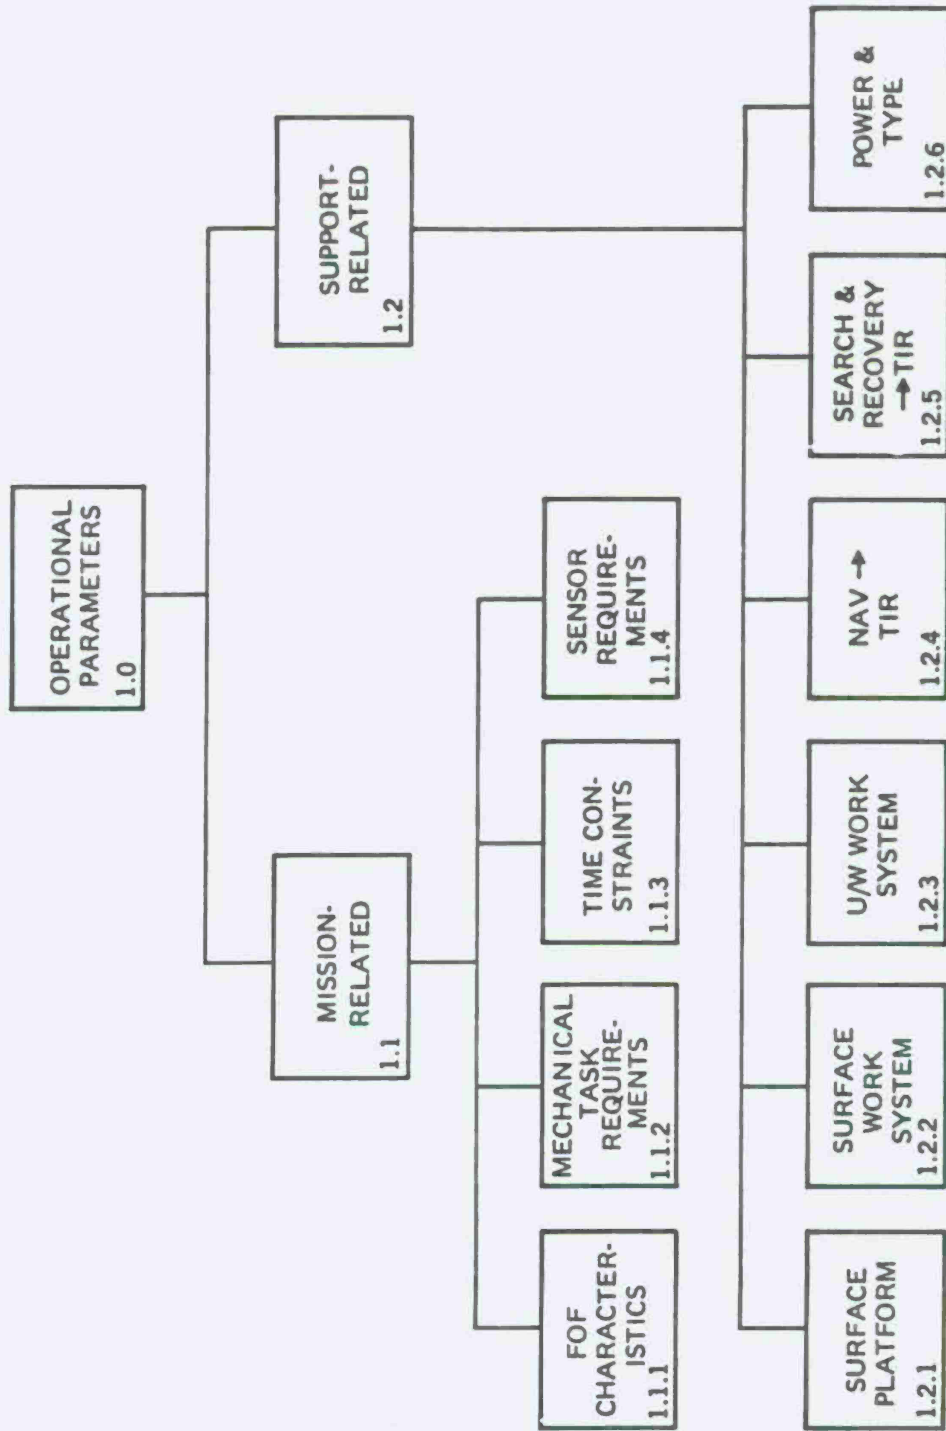 OPERATIONAL
PARAMETERS
1.0
MISSION-
RELATED
1.1
SUPPORT-
RELATED
1.2
FOF
CHARACTER-
ISTICS
1.1.1
MECHANICAL
TASK
REQUIRE-
MENTS
1.1.2
TIME CON-
STRAINTS
1.1.3
SENSOR
REQUIRE-
MENTS
1.1.4
SURFACE
PLATFORM
1.2.1
SURFACE
WORK
SYSTEM
1.2.2
U/W WORK
SYSTEM
1.2.3
NAV →
TIR
1.2.4
SEARCH &
RECOVERY
→TIR
1.2.5
POWER &
TYPE
1.2.6